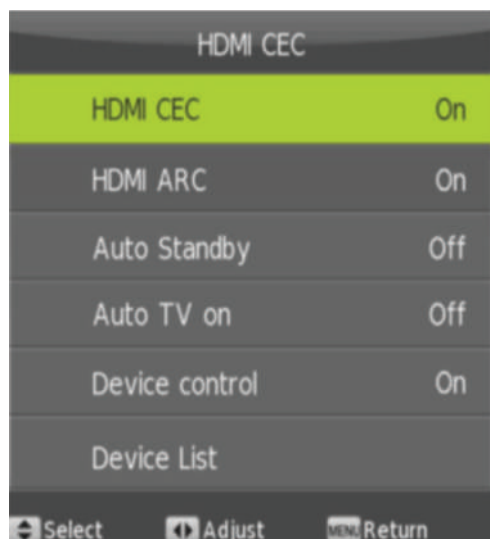 HDMI CEC
HDMI CEC On
HDMI ARC On
Auto Standby Off
Auto TV on Off
Device control On
Device List
Select Adjust MENU Return